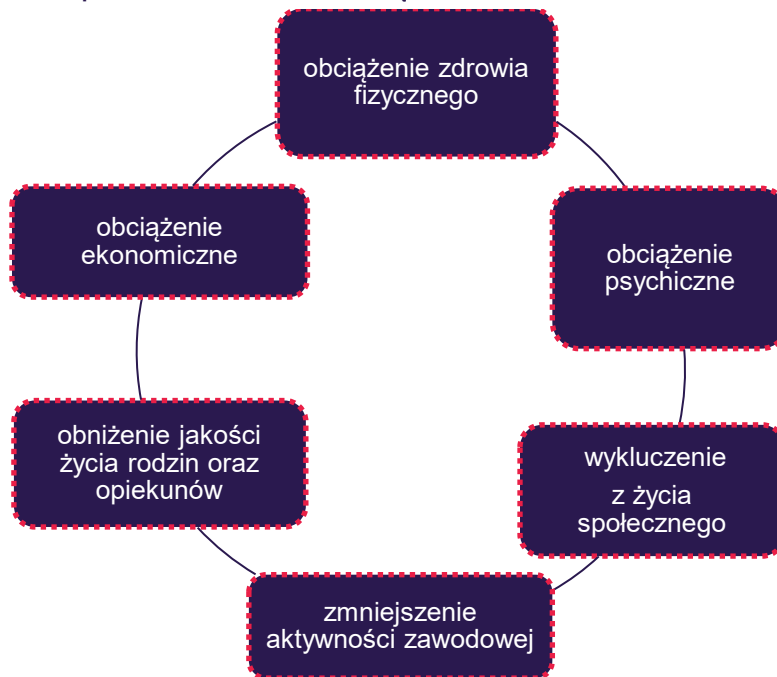 obciążenie zdrowia
fizycznego
obciążenie
psychiczne
wykluczenie
z życia
społecznego
zmniejszenie
aktywności zawodowej
obniżenie jakości
życia rodzin oraz
opiekunów
obciążenie
ekonomiczne